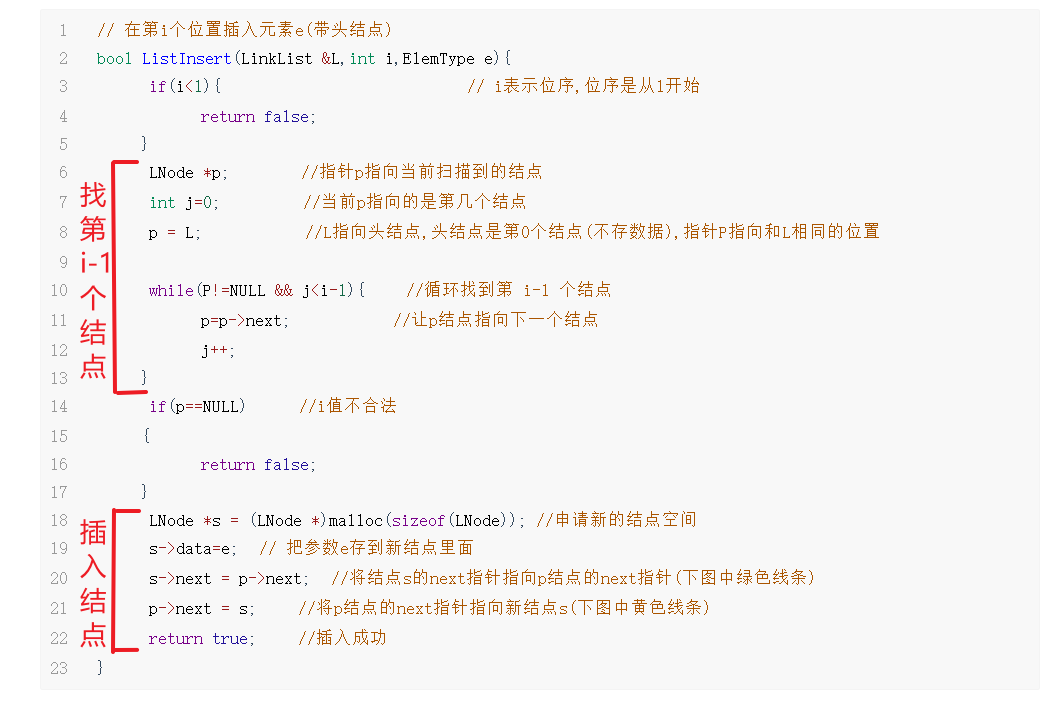 1 // 在第i个位置插入元素e(带头结点)
2 bool ListInsert(LinkList &L,int i,ElemType e){
3 if(i<1){ // i表示位序,位序是从1开始
4 return false;
5 }
6 LNode *p; //指针p指向当前扫描到的结点
7 int j=0; //当前p指向的是第几个结点
8 p = L; //L指向头结点,头结点是第0个结点(不存数据),指针P指向和L相同的位置
9
10 while(P!=NULL && j<i-1){ //循环找到第 i-1 个结点
11 p=p->next; //让p结点指向下一个结点
12 j++;
13 }
14 if(p==NULL) //i值不合法
15 {
16 return false;
17 }
18 LNode *s = (LNode *)malloc(sizeof(LNode)); //申请新的结点空间
19 s->data=e; // 把参数e存到新结点里面
20 s->next = p->next; //将结点s的next指针指向p结点的next指针(下图中绿色线条)
21 p->next = s; //将p结点的next指针指向新结点s(下图中黄色线条)
22 return true; //插入成功
23 }
找第i-1个结点
插入结点